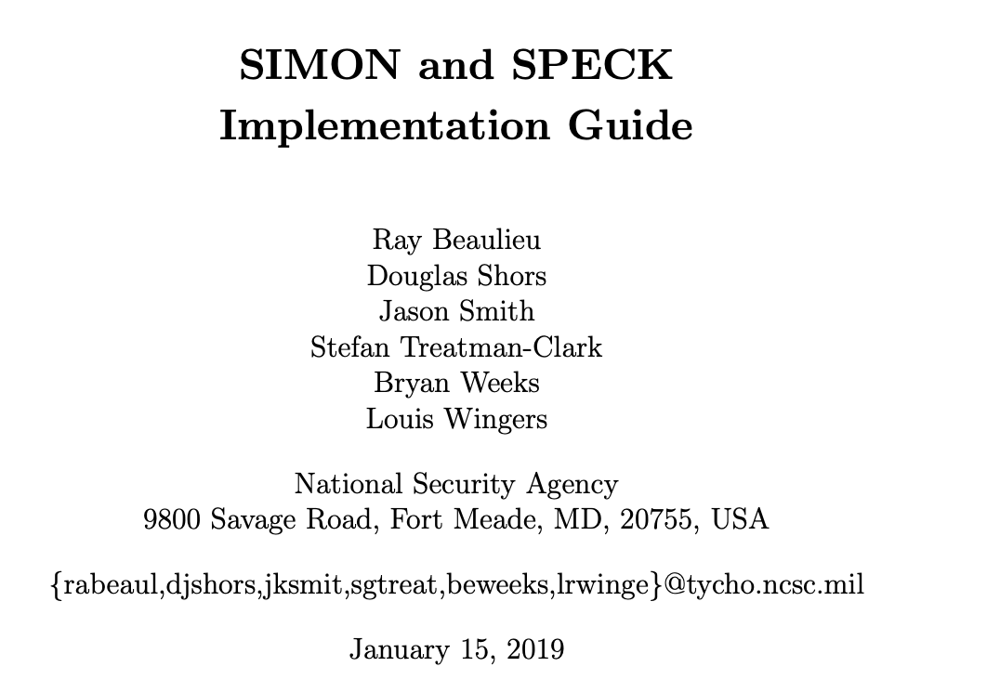 SIMON and SPECK
Implementation Guide
Ray Beaulieu
Douglas Shors
Jason Smith
Stefan Treatman-Clark
Bryan Weeks
Louis Wingers
National Security Agency
9800 Savage Road, Fort Meade, MD, 20755, USA
{rabeaul,djshors,jksmit,sgtreat,beweeks,lrwinge}@tycho.ncsc.mil
January 15, 2019